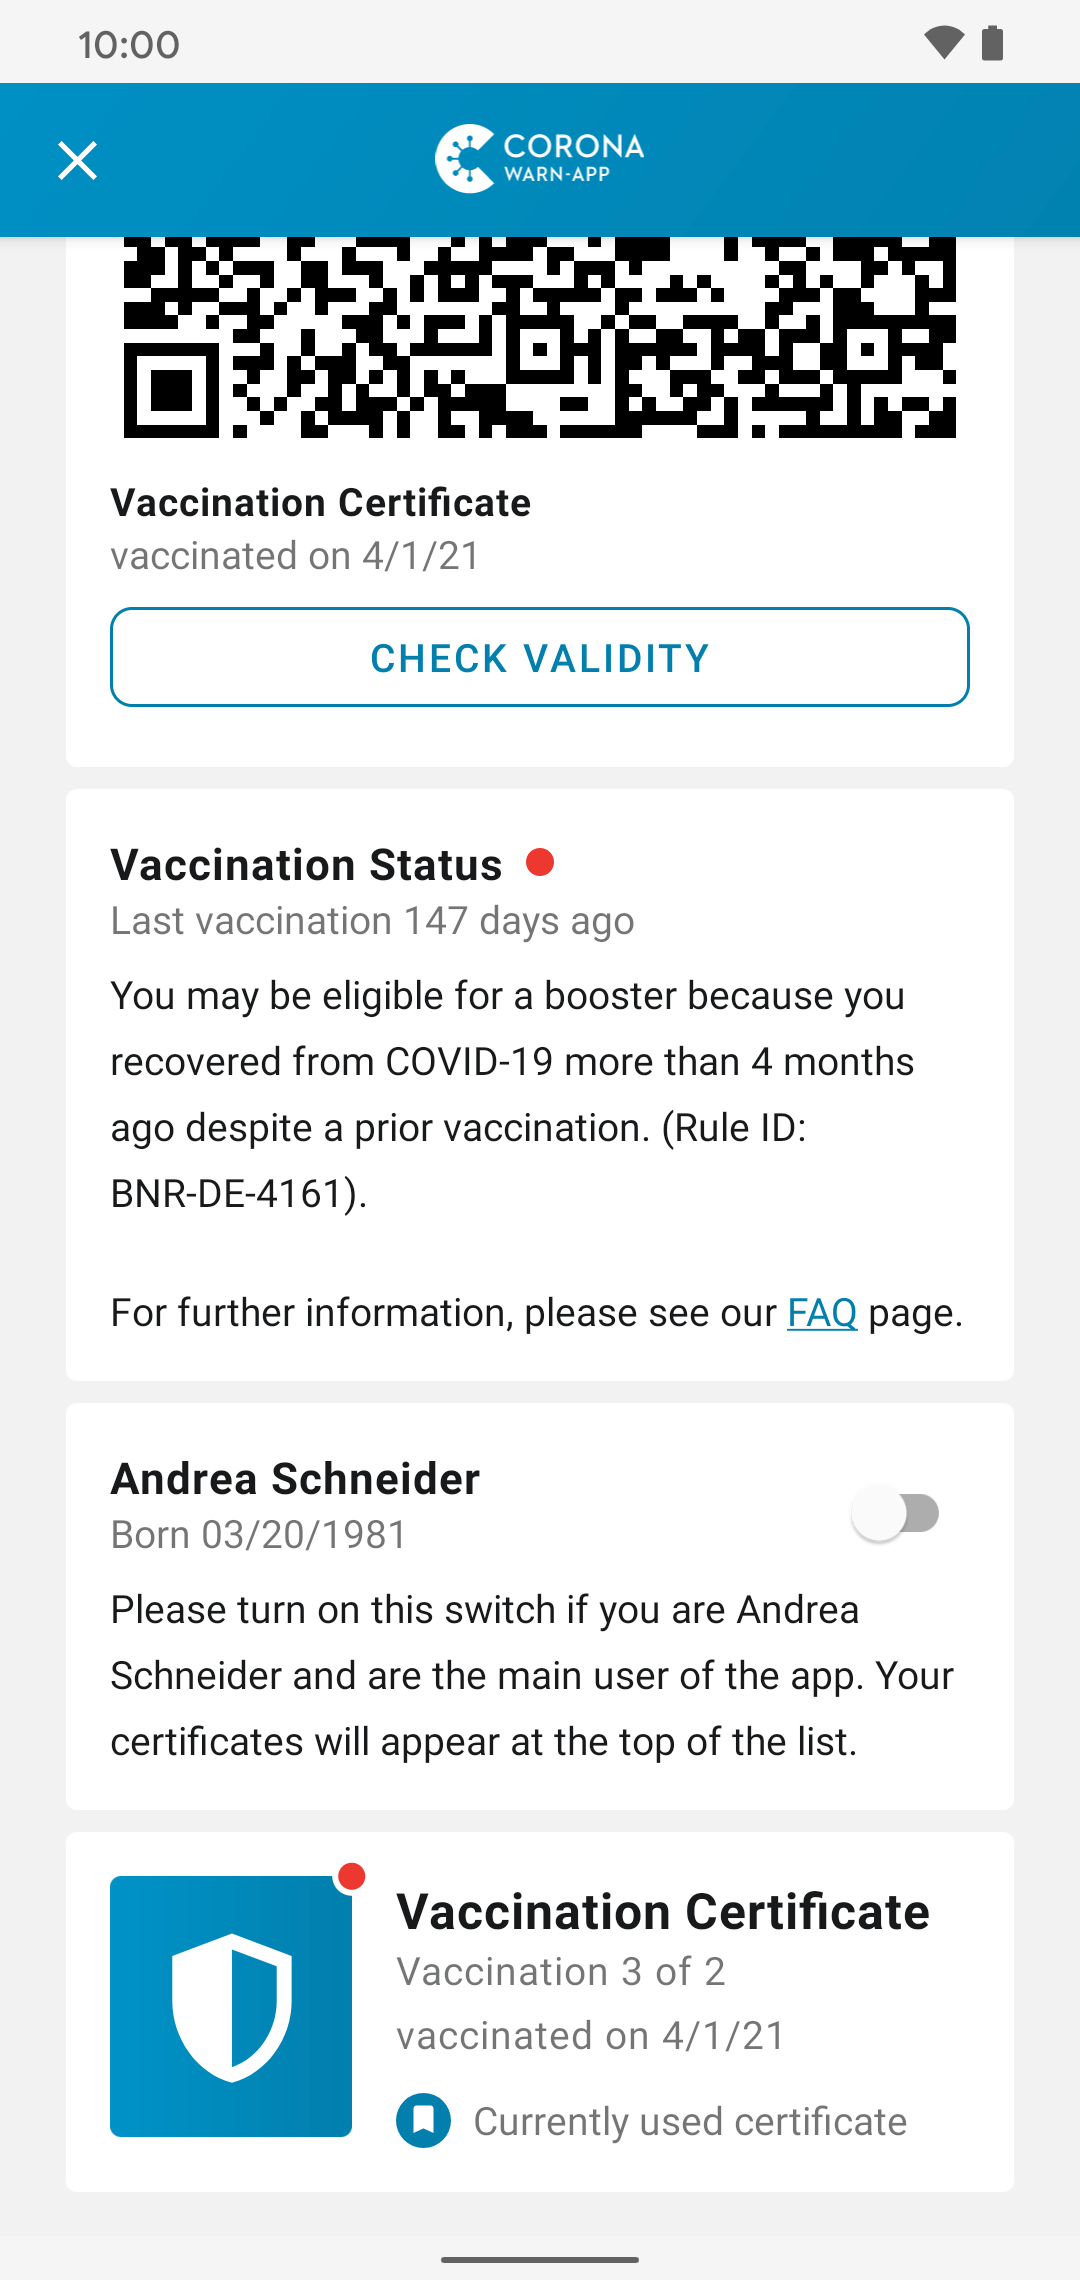 10:00
CORONA
WARN-APP
Vaccination Certificate
vaccinated on 4/1/21
CHECK VALIDITY
Vaccination Status
Last vaccination 147 days ago
You may be eligible for a booster because you
recovered from COVID-19 more than 4 months
ago despite a prior vaccination. (Rule ID:
BNR-DE-4161).
For further information, please see our FAQ page.
Andrea Schneider
Born 03/20/1981
Please turn on this switch if you are Andrea
Schneider and are the main user of the app. Your
certificates will appear at the top of the list.
Vaccination Certificate
Vaccination 3 of 2
vaccinated on 4/1/21
Currently used certificate